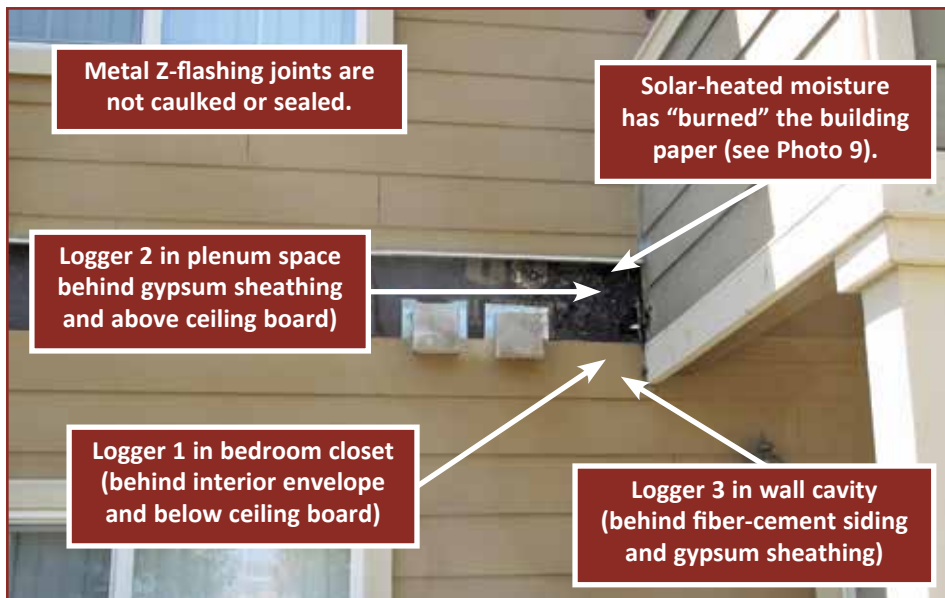 Metal Z-flashing joints are
not caulked or sealed.
Solar-heated moisture
has “burned” the building
paper (see Photo 9).
Logger 2 in plenum space
behind gypsum sheathing
and above ceiling board)
Logger 1 in bedroom closet
(behind interior envelope
and below ceiling board)
Logger 3 in wall cavity
(behind fiber-cement siding
and gypsum sheathing)